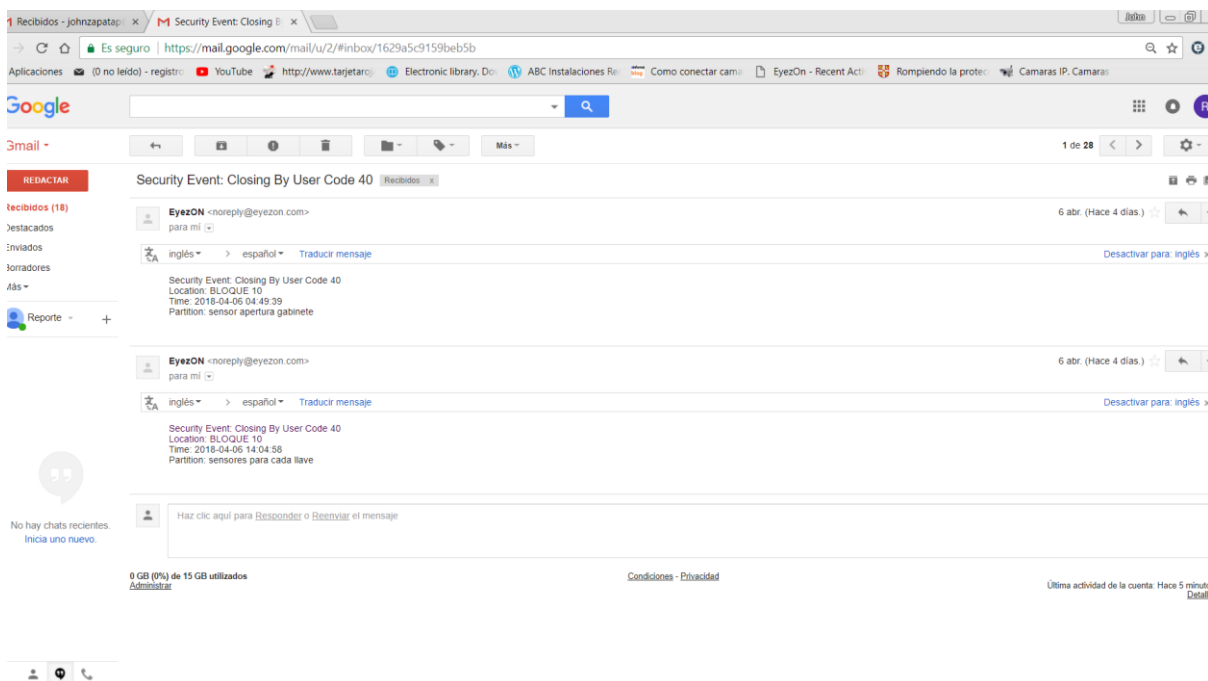 Recibidos - johnzapatap
Security Event: Closing B
John
Es seguro
https://mail.google.com/mail/u/2/#inbox/1629a5c9159beb5b
Aplicaciones
(0 no leído) - registro
YouTube
http://www.tarjetaroj
Electronic library. Do
ABC Instalaciones Re
Como conectar cama
EyezOn - Recent Acti
Rompiendo la protec
Camaras IP. Camaras
Google
R
Gmail
Más
1 de 28
REDACTAR
Security Event: Closing By User Code 40
Recibidos x
Recibidos (18)
Destacados
Enviados
Borradores
Más
Reporte
+
EyezON <noreply@eyezon.com>
6 abr. (Hace 4 días.)
para mí
inglés > español Traducir mensaje
Desactivar para: inglés x
Security Event: Closing By User Code 40
Location: BLOQUE 10
Time: 2018-04-06 04:49:39
Partition: sensor apertura gabinete
EyezON <noreply@eyezon.com>
6 abr. (Hace 4 días.)
para mí
inglés > español Traducir mensaje
Desactivar para: inglés x
Security Event: Closing By User Code 40
Location: BLOQUE 10
Time: 2018-04-06 14:04:58
Partition: sensores para cada llave
No hay chats recientes.
Inicia uno nuevo.
Haz clic aquí para Responder o Reenviar el mensaje
0 GB (0%) de 15 GB utilizados
Administrar
Condiciones - Privacidad
Última actividad de la cuenta: Hace 5 minuto
Detall